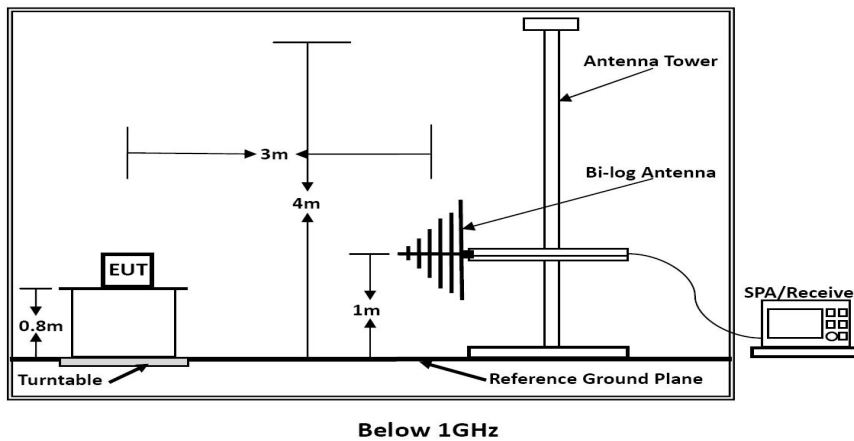 Antenna Tower
3m
Bi-log Antenna
4m
EUT
1m
SPA/Receive
0.8m
Turntable
Reference Ground Plane
Below 1GHz